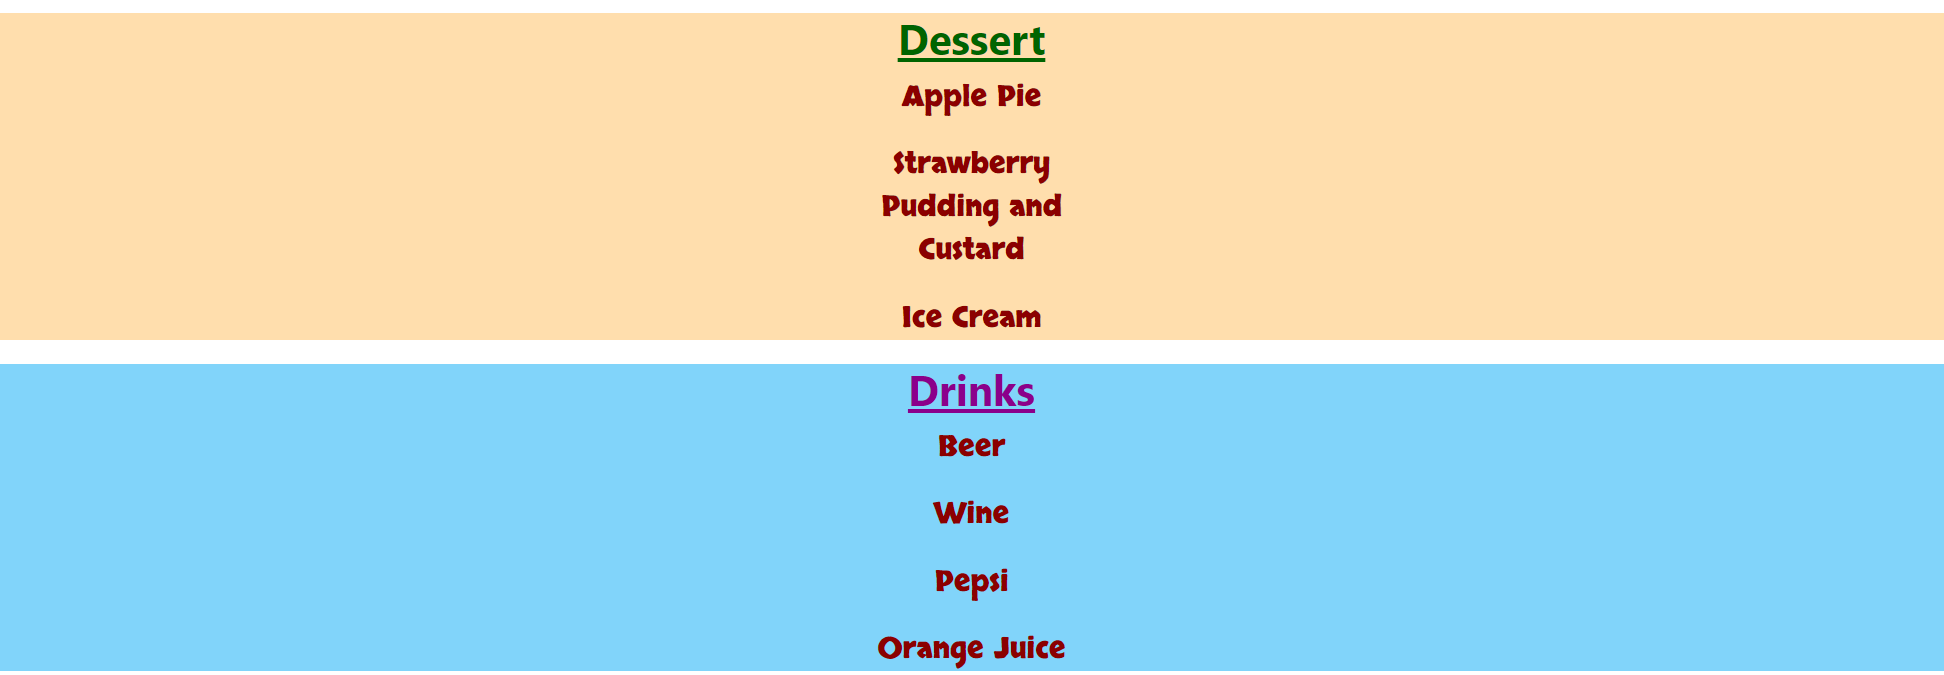 Dessert
Apple Pie
Strawberry
Pudding and
Custard
Ice Cream
Drinks
Beer
Wine
Pepsi
Orange Juice